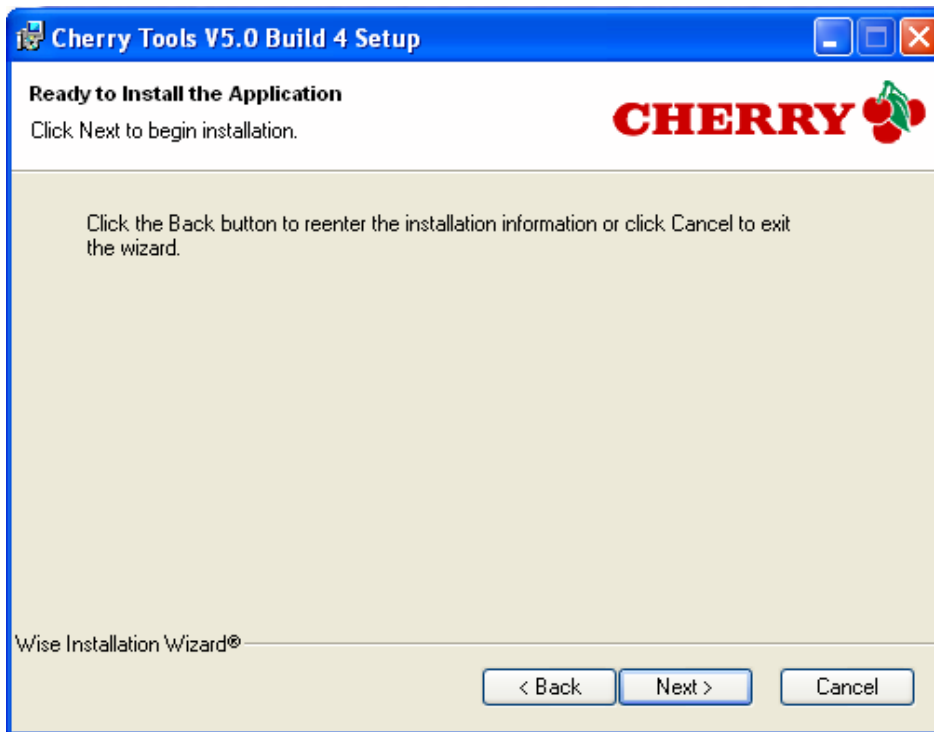 Cherry Tools V5.0 Build 4 Setup
Ready to Install the Application
Click Next to begin installation.
CHERRY
Click the Back button to reenter the installation information or click Cancel to exit
the wizard.
Wise Installation Wizard®
< Back Next > Cancel